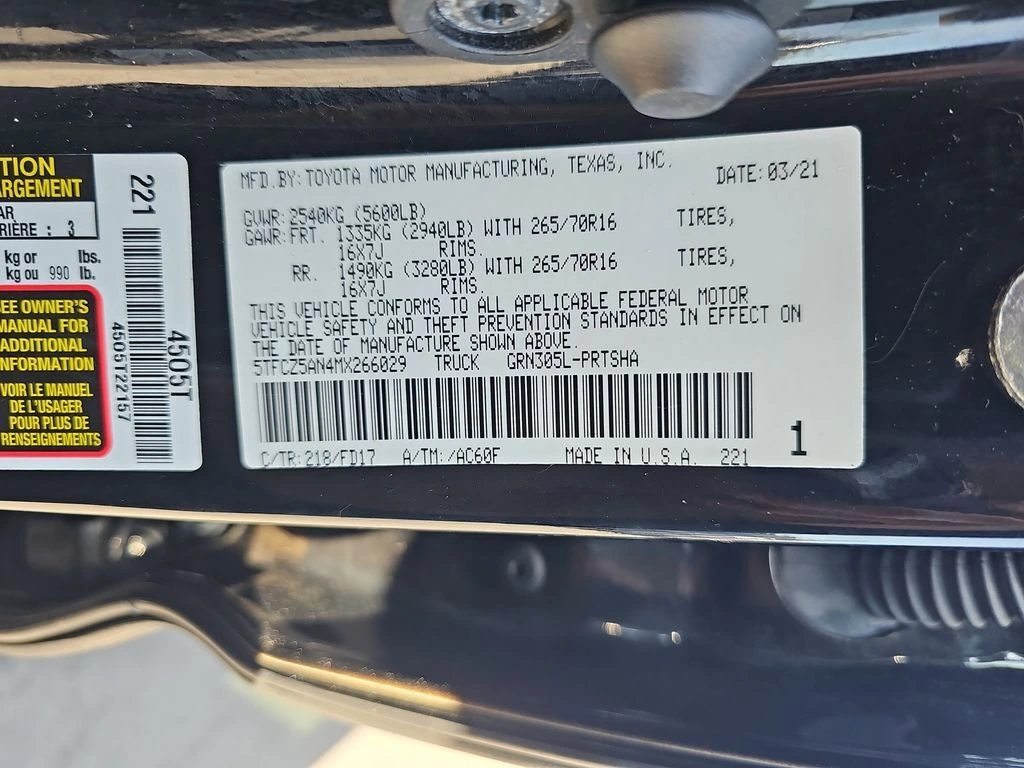 TION
ARGEMENT
AR
RIÈRE : 3
kg or lbs.
kg ou 990 lb.
EE OWNER'S
MANUAL FOR
ADDITIONAL
INFORMATION
VOIR LE MANUEL
DE L'USAGER
POUR PLUS DE
RENSEIGNEMENTS
221
4505T22157
4505T
MFD.BY:TOYOTA MOTOR MANUFACTURING, TEXAS, INC. DATE:03/21
GVWR:2540KG (5600LB)
GAWR:FRT. 1335KG (2940LB) WITH 265/70R16 TIRES,
16X7J RIMS.
RR. 1490KG (3280LB) WITH 265/70R16 TIRES,
16X7J RIMS.
THIS VEHICLE CONFORMS TO ALL APPLICABLE FEDERAL MOTOR
VEHICLE SAFETY AND THEFT PREVENTION STANDARDS IN EFFECT ON
THE DATE OF MANUFACTURE SHOWN ABOVE.
5TFCZ5AN4MX266029 TRUCK GRN305L-PRTSHA
C/TR:218/FD17 A/TM:/AC60F MADE IN U.S.A. 221
1